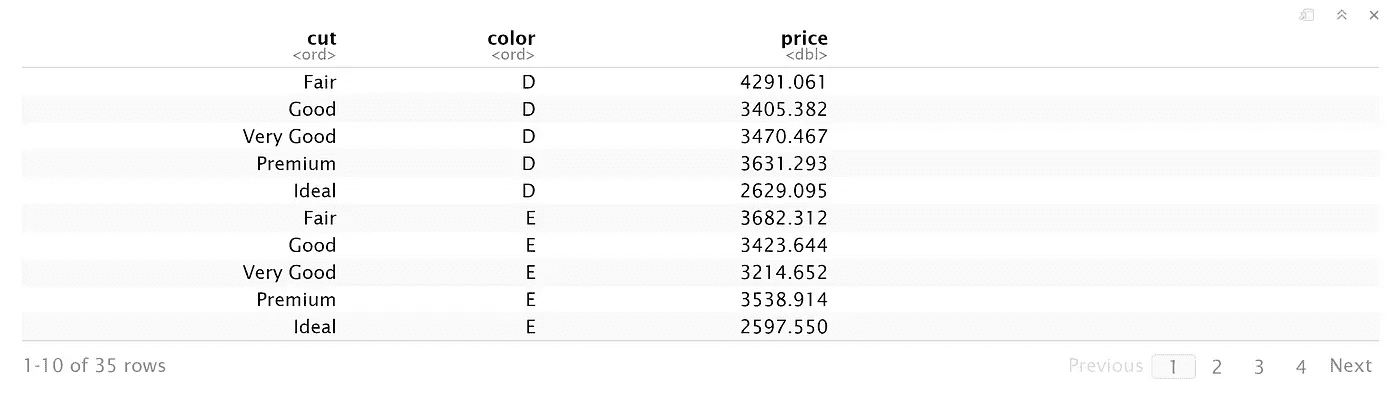 cut color price
<ord> <ord> <dbl>
Fair D 4291.061
Good D 3405.382
Very Good D 3470.467
Premium D 3631.293
Ideal D 2629.095
Fair E 3682.312
Good E 3423.644
Very Good E 3214.652
Premium E 3538.914
Ideal E 2597.550
1-10 of 35 rows Previous 1 2 3 4 Next